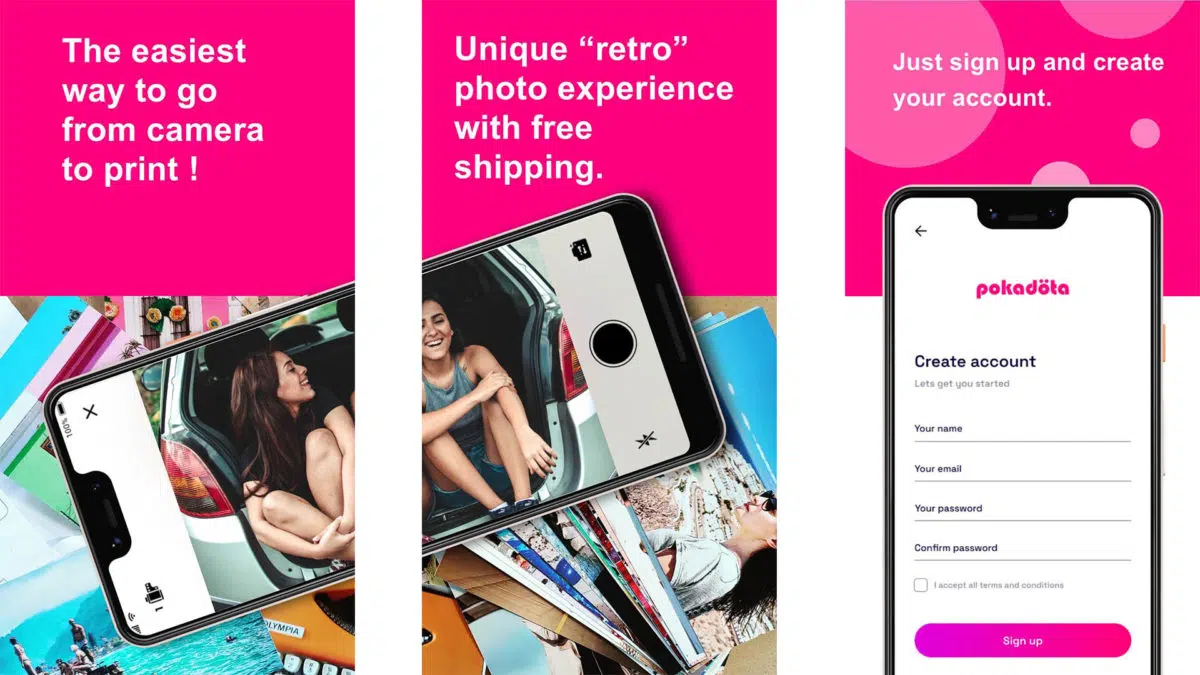 The easiest
way to go
from camera
to print !
100%
1
OLYMPIA
Unique “retro”
photo experience
with free
shipping.
Just sign up and create
your account.
pokadöta
Create account
Lets get you started
Your name
Your email
Your password
Confirm password
I accept all terms and conditions
Sign up